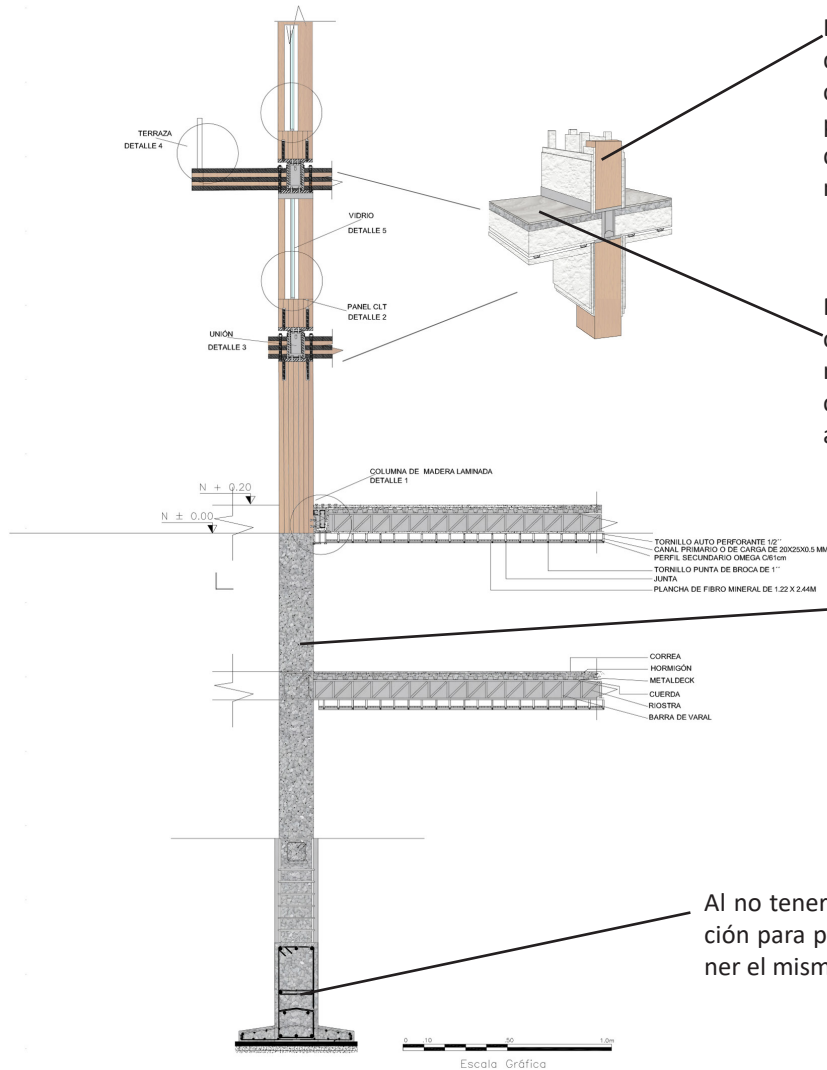 TERRAZA
DETALLE 4
VIDRIO
DETALLE 5
PANEL CLT
DETALLE 2
UNIÓN
DETALLE 3
COLUMNA DE MADERA LAMINADA
DETALLE 1
N + 0.20
N ± 0.00
TORNILLO AUTO PERFORANTE 1/2´´
CANAL PRIMARIO O DE CARGA DE 20X25X0.5 MM
PERFIL SECUNDARIO OMEGA C/61cm
TORNILLO PUNTA DE BROCA DE 1´´
JUNTA
PLANCHA DE FIBRO MINERAL DE 1.22 X 2.44M
CORREA
HORMIGÓN
METALDECK
CUERDA
RIOSTRA
BARRA DE VARAL
Al no tener
ción para p
ner el mism
0 .10 .50 1.0m
Escala Gráfica